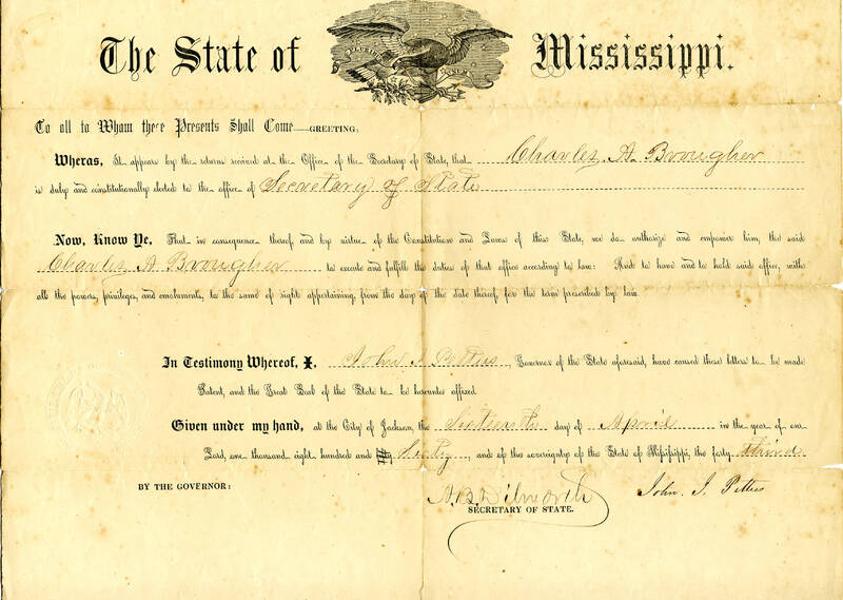 The State of Mississippi.
To all to Whom these Presents Shall Come—GREETING:
Wheras, It appears by the returns received at the Office of the Secretary of State, that Charles A. Brougher
is duly and constitutionally elected to the office of Secretary of State
Now, Know Ye, That in consequence thereof, and by virtue of the Constitution and Laws of this State, we do authorize and empower him, the said
Charles A Brougher to execute and fulfill the duties of that office according to law: And to have and to hold said office, with
all the powers, privileges, and emoluments, to the same of right appertaining, from the day of the date thereof, for the term prescribed by law.
In Testimony Whereof, I, John J. Pettus, Governor of the State aforesaid, have caused these letters to be made
Patent, and the Great Seal of the State to be hereunto affixed
Given under my hand, at the City of Jackson, the Sixteenth day of April in the year of our
Lord, one thousand eight hundred and Sixty, and of the sovereignty of the State of Mississippi, the forty third
BY THE GOVERNOR:
John. J. Pettus
A. B. Dilworth
SECRETARY OF STATE.